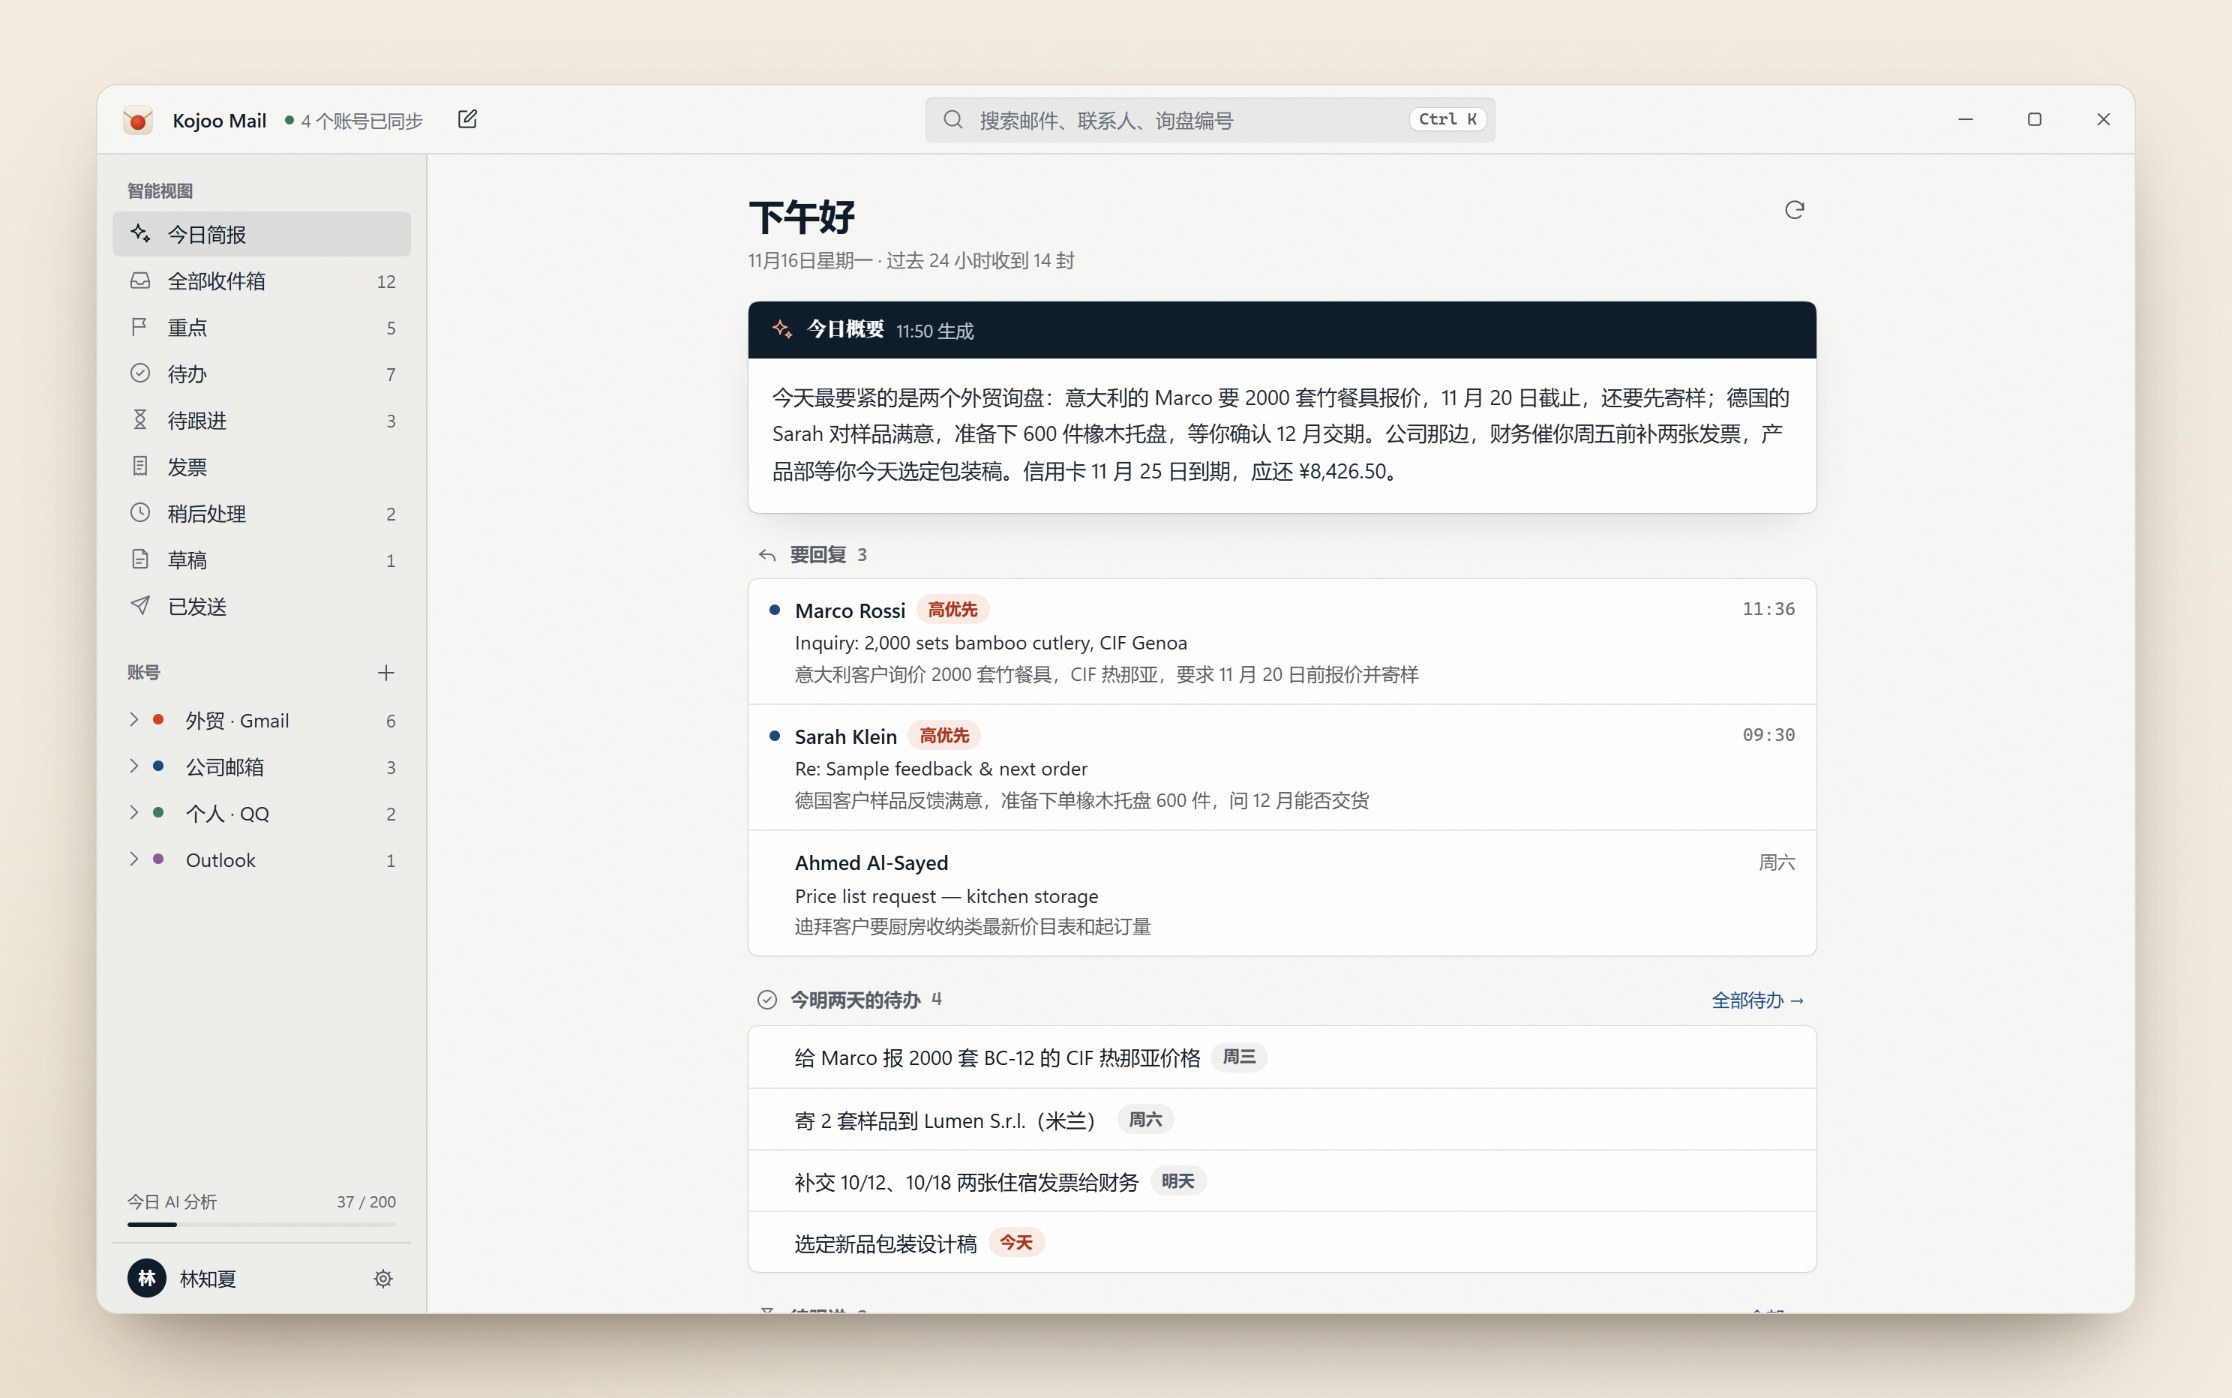 Kojoo Mail
4 个账号已同步
搜索邮件、联系人、询盘编号
Ctrl K
智能视图
今日简报
全部收件箱 12
重点 5
待办 7
待跟进 3
发票
稍后处理 2
草稿 1
已发送
账号
外贸 · Gmail 6
公司邮箱 3
个人 · QQ 2
Outlook 1
今日 AI 分析 37 / 200
林 林知夏
下午好
11月16日星期一 · 过去 24 小时收到 14 封
今日概要 11:50 生成
今天最要紧的是两个外贸询盘：意大利的 Marco 要 2000 套竹餐具报价，11 月 20 日截止，还要先寄样；德国的
Sarah 对样品满意，准备下 600 件橡木托盘，等你确认 12 月交期。公司那边，财务催你周五前补两张发票，产
品部等你今天选定包装稿。信用卡 11 月 25 日到期，应还 ¥8,426.50。
要回复 3
Marco Rossi 高优先 11:36
Inquiry: 2,000 sets bamboo cutlery, CIF Genoa
意大利客户询价 2000 套竹餐具，CIF 热那亚，要求 11 月 20 日前报价并寄样
Sarah Klein 高优先 09:30
Re: Sample feedback & next order
德国客户样品反馈满意，准备下单橡木托盘 600 件，问 12 月能否交货
Ahmed Al-Sayed 周六
Price list request — kitchen storage
迪拜客户要厨房收纳类最新价目表和起订量
今明两天的待办 4 全部待办 →
给 Marco 报 2000 套 BC-12 的 CIF 热那亚价格 周三
寄 2 套样品到 Lumen S.r.l.（米兰） 周六
补交 10/12、10/18 两张住宿发票给财务 明天
选定新品包装设计稿 今天